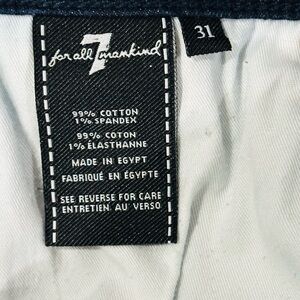 31
7
for all mankind
99% COTTON
1% SPANDEX
99% COTON
1% ÉLASTHANNE
MADE IN EGYPT
FABRIQUÉ EN ÉGYPTE
SEE REVERSE FOR CARE
ENTRETIEN AU VERSO